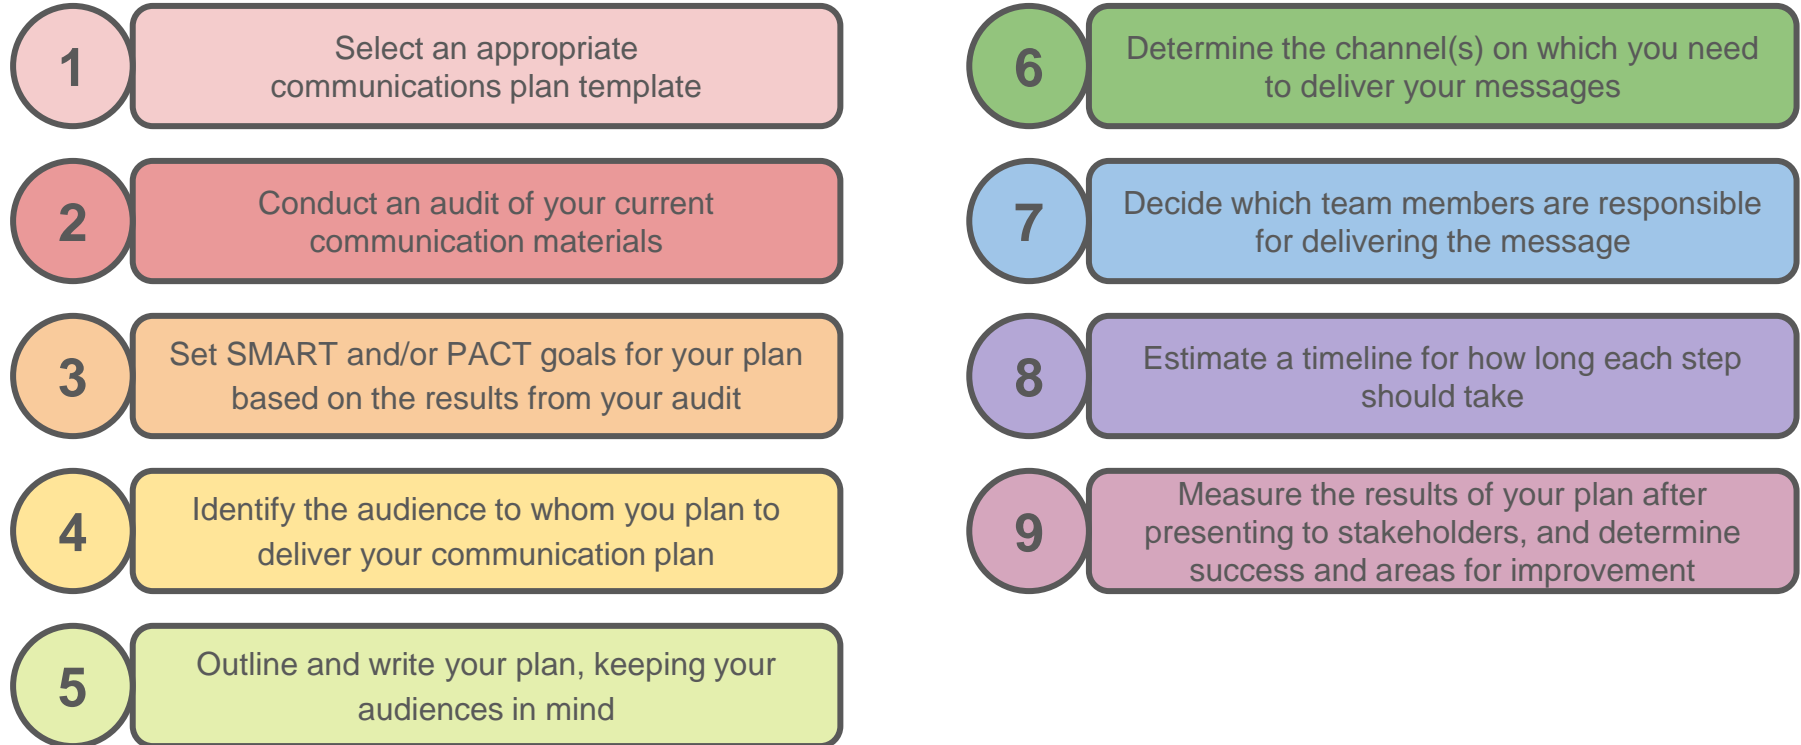 1
Select an appropriate
communications plan template
2
Conduct an audit of your current
communication materials
3
Set SMART and/or PACT goals for your plan
based on the results from your audit
4
Identify the audience to whom you plan to
deliver your communication plan
5
Outline and write your plan, keeping your
audiences in mind
6
Determine the channel(s) on which you need
to deliver your messages
7
Decide which team members are responsible
for delivering the message
8
Estimate a timeline for how long each step
should take
9
Measure the results of your plan after
presenting to stakeholders, and determine
success and areas for improvement